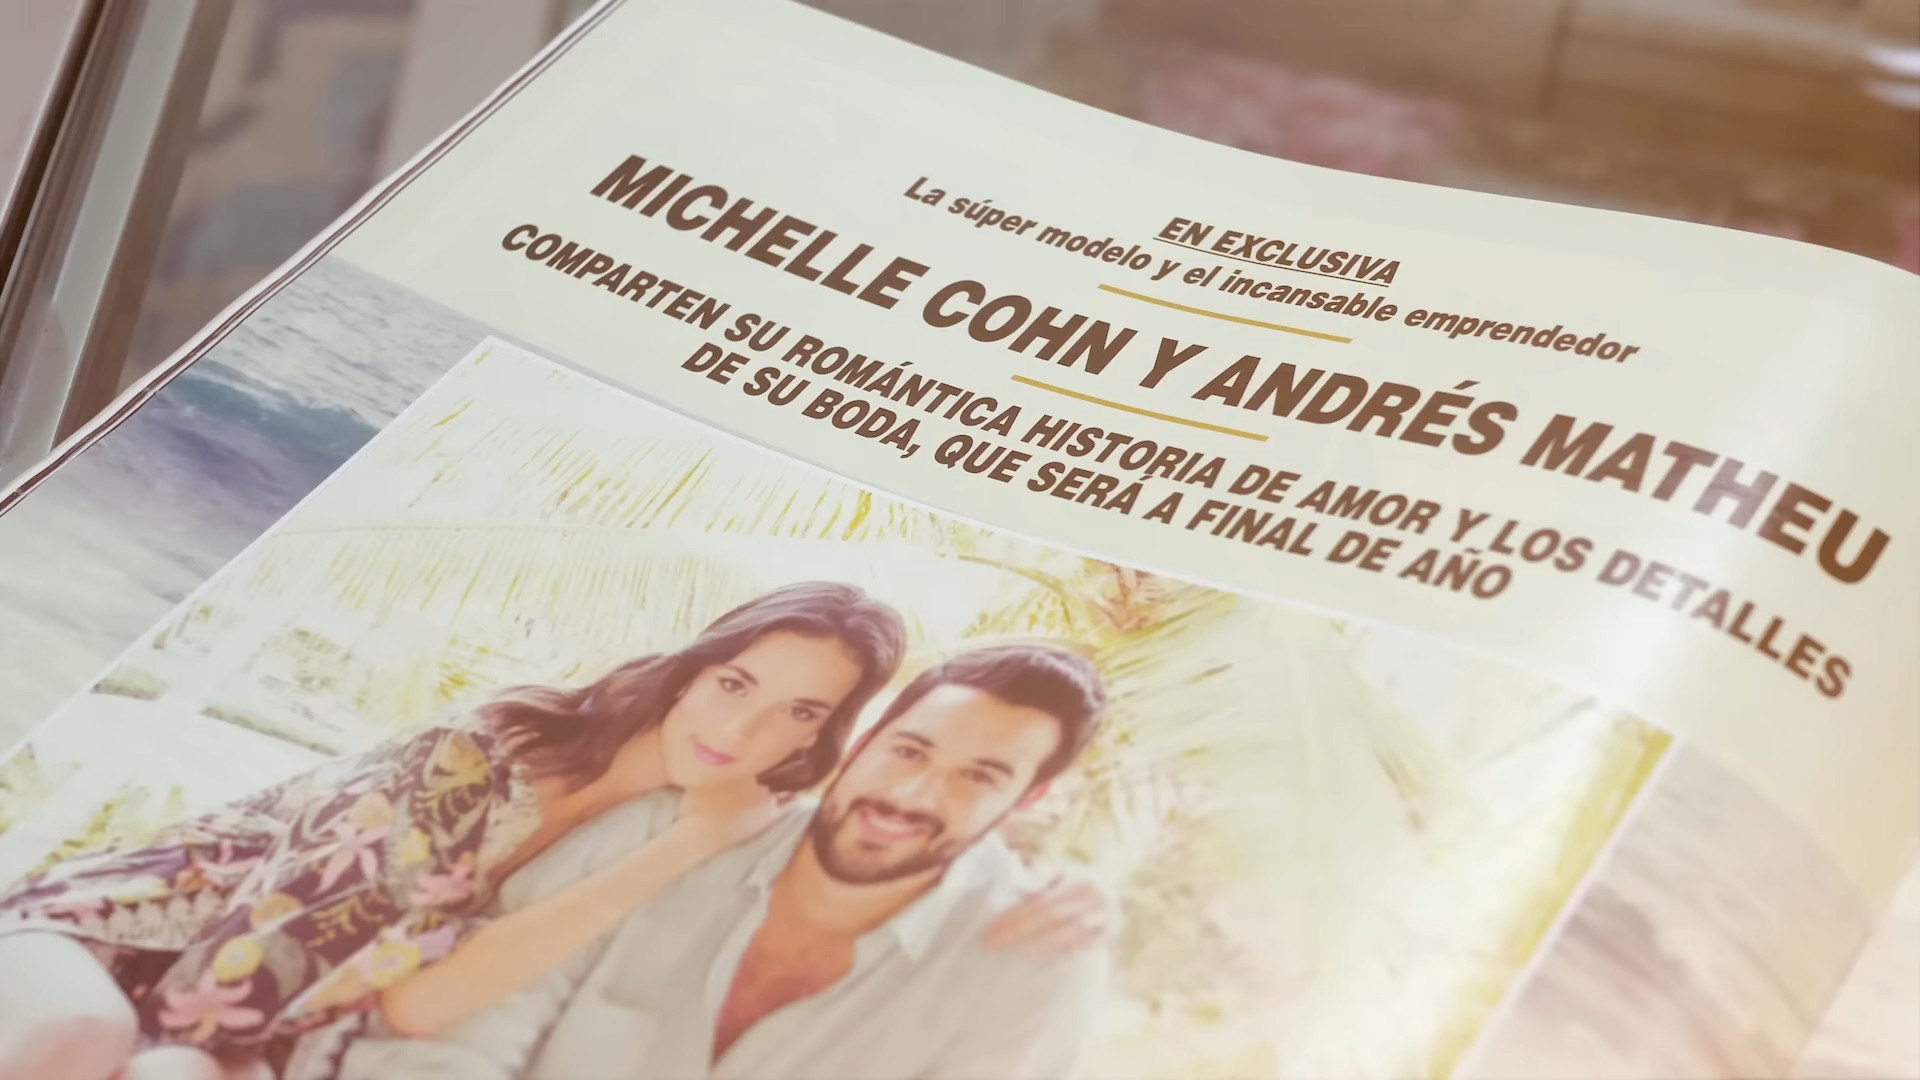 EN EXCLUSIVA
La súper modelo y el incansable emprendedor
MICHELLE COHN Y ANDRÉS MATHEU
COMPARTEN SU ROMÁNTICA HISTORIA DE AMOR Y LOS DETALLES
DE SU BODA, QUE SERÁ A FINAL DE AÑO